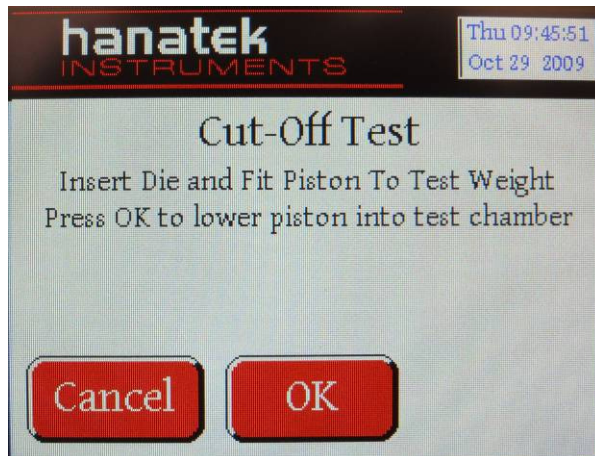 hanatek
INSTRUMENTS
Thu 09:45:51
Oct 29 2009
Cut-Off Test
Insert Die and Fit Piston To Test Weight
Press OK to lower piston into test chamber
Cancel
OK